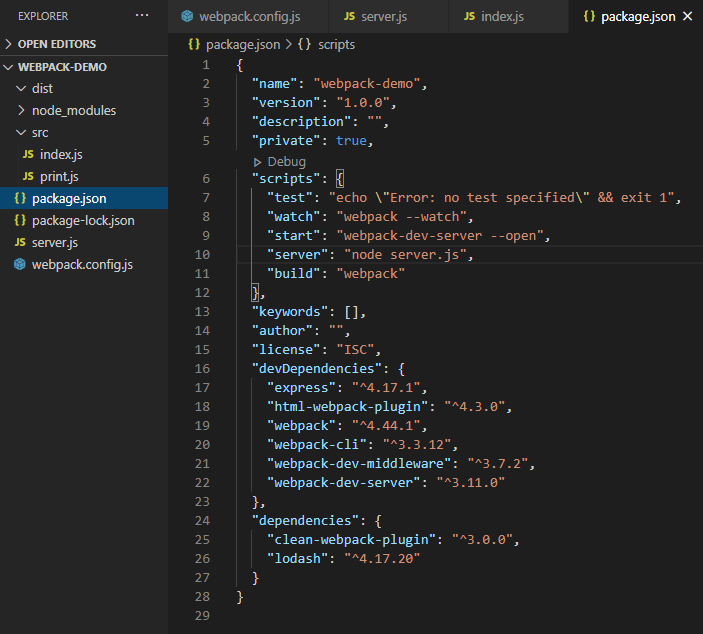 EXPLORER ···
OPEN EDITORS
WEBPACK-DEMO
dist
node_modules
src
JS index.js
JS print.js
{} package.json
{} package-lock.json
JS server.js
webpack.config.js
webpack.config.js JS server.js JS index.js {} package.json ×
{} package.json > {} scripts
1 {
2 "name": "webpack-demo",
3 "version": "1.0.0",
4 "description": "",
5 "private": true,
Debug
6 "scripts": {
7 "test": "echo \"Error: no test specified\" && exit 1",
8 "watch": "webpack --watch",
9 "start": "webpack-dev-server --open",
10 "server": "node server.js",
11 "build": "webpack"
12 },
13 "keywords": [],
14 "author": "",
15 "license": "ISC",
16 "devDependencies": {
17 "express": "^4.17.1",
18 "html-webpack-plugin": "^4.3.0",
19 "webpack": "^4.44.1",
20 "webpack-cli": "^3.3.12",
21 "webpack-dev-middleware": "^3.7.2",
22 "webpack-dev-server": "^3.11.0"
23 },
24 "dependencies": {
25 "clean-webpack-plugin": "^3.0.0",
26 "lodash": "^4.17.20"
27 }
28 }
29